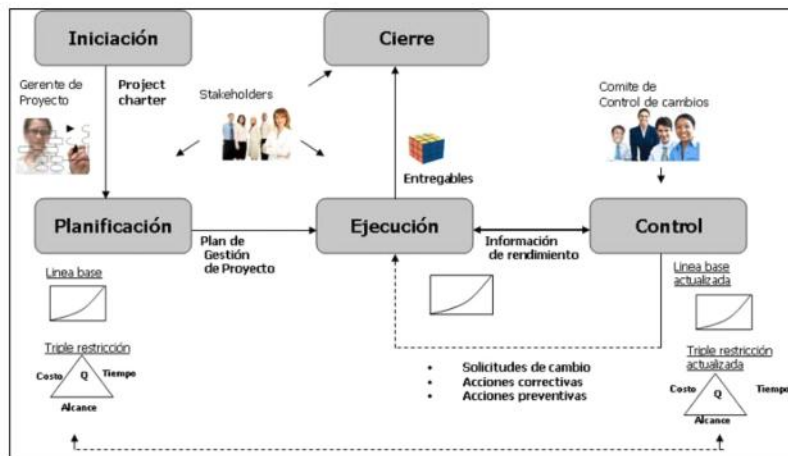 Iniciación
Cierre
Gerente de
Proyecto
Project
charter
Stakeholders
Comite de
Control de cambios
Entregables
Planificación
Plan de
Gestión
de Proyecto
Ejecución
Información
de rendimiento
Control
Linea base
Linea base
actualizada
Triple restricción
Costo
Q
Tiempo
Alcance
Solicitudes de cambio
Acciones correctivas
Acciones preventivas
Triple restricción
actualizada
Costo
Q
Tiempo
Alcance